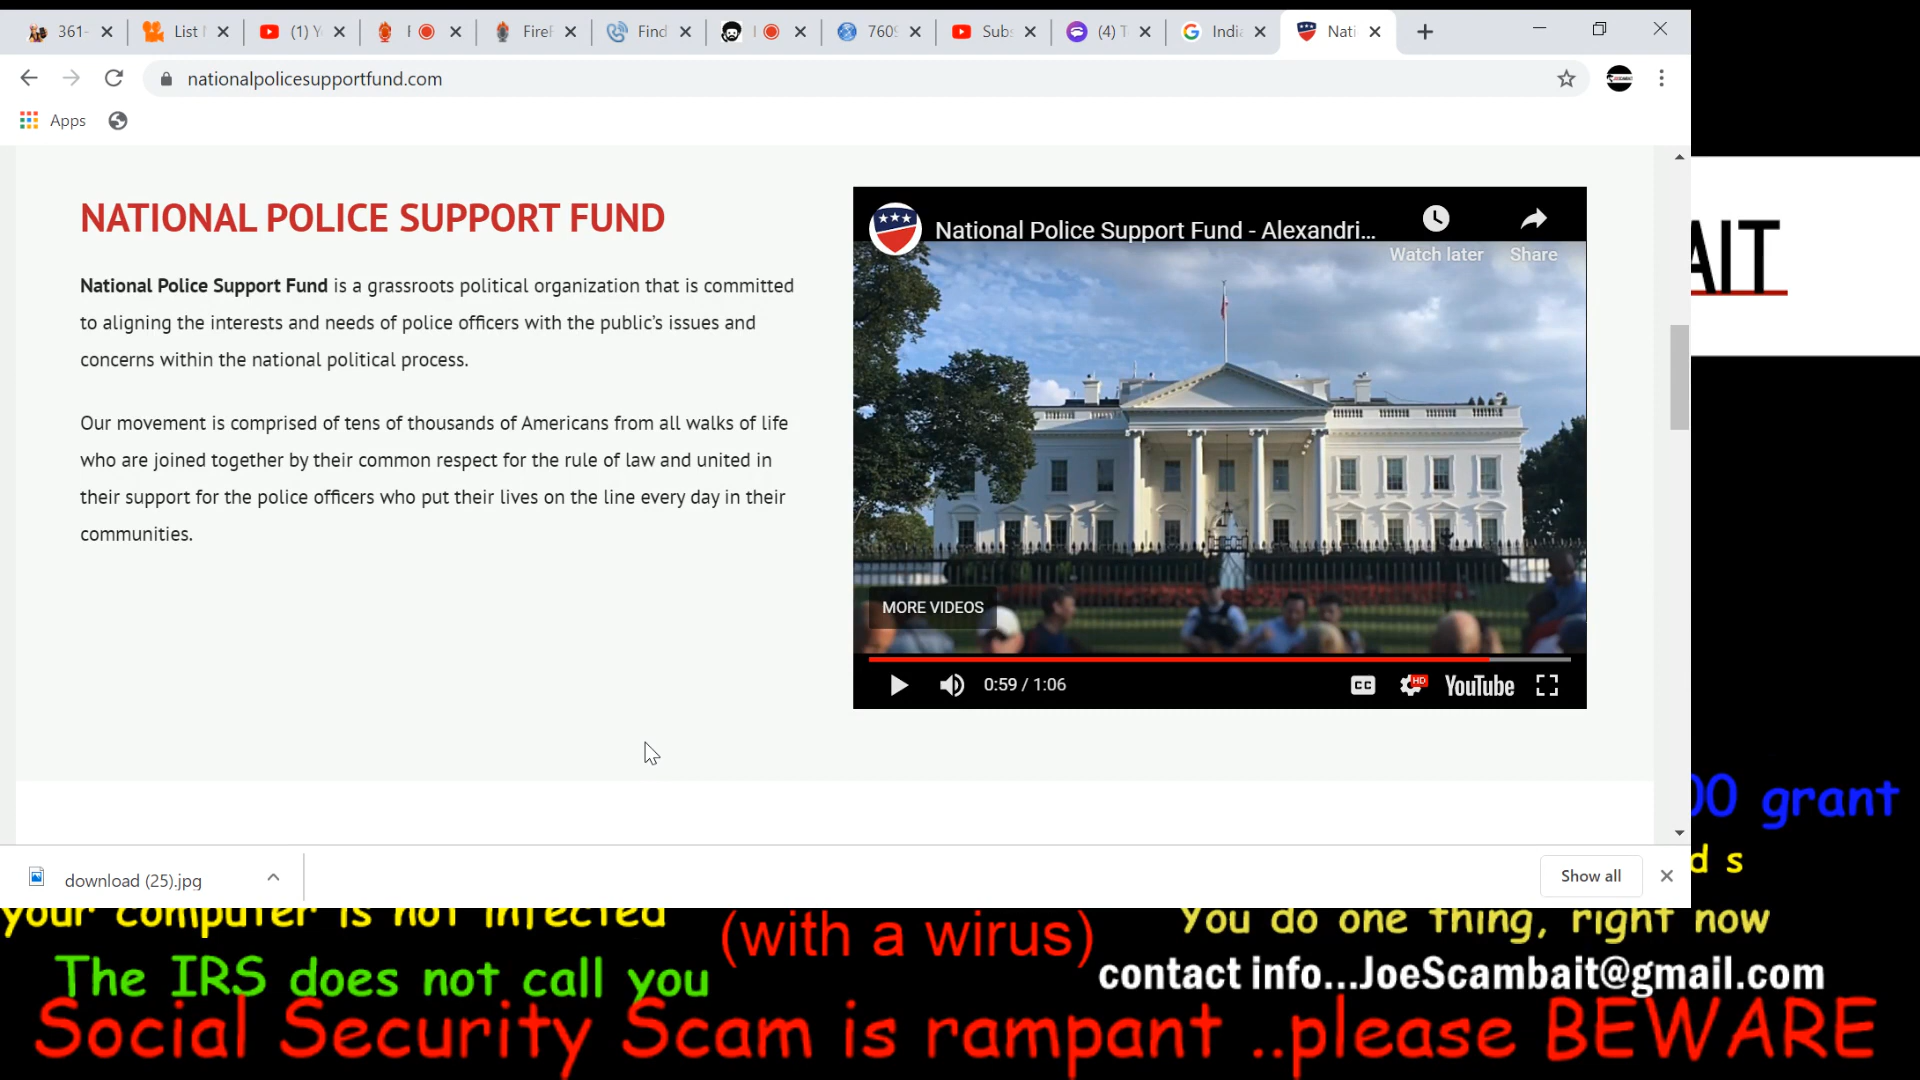 361-
List
(1) Y
F
FireF
Find
760
Sub
(4) T
Indi
Nati
nationalpolicesupportfund.com
Apps
NATIONAL POLICE SUPPORT FUND
National Police Support Fund is a grassroots political organization that is committed
to aligning the interests and needs of police officers with the public's issues and
concerns within the national political process.
Our movement is comprised of tens of thousands of Americans from all walks of life
who are joined together by their common respect for the rule of law and united in
their support for the police officers who put their lives on the line every day in their
communities.
National Police Support Fund - Alexandri...
Watch later
Share
MORE VIDEOS
0:59 / 1:06
CC
HD
YouTube
AIT
00 grant
d s
download (25).jpg
Show all
your computer is not infected
(with a wirus)
You do one thing, right now
The IRS does not call you
contact info...JoeScambait@gmail.com
Social Security Scam is rampant ..please BEWARE